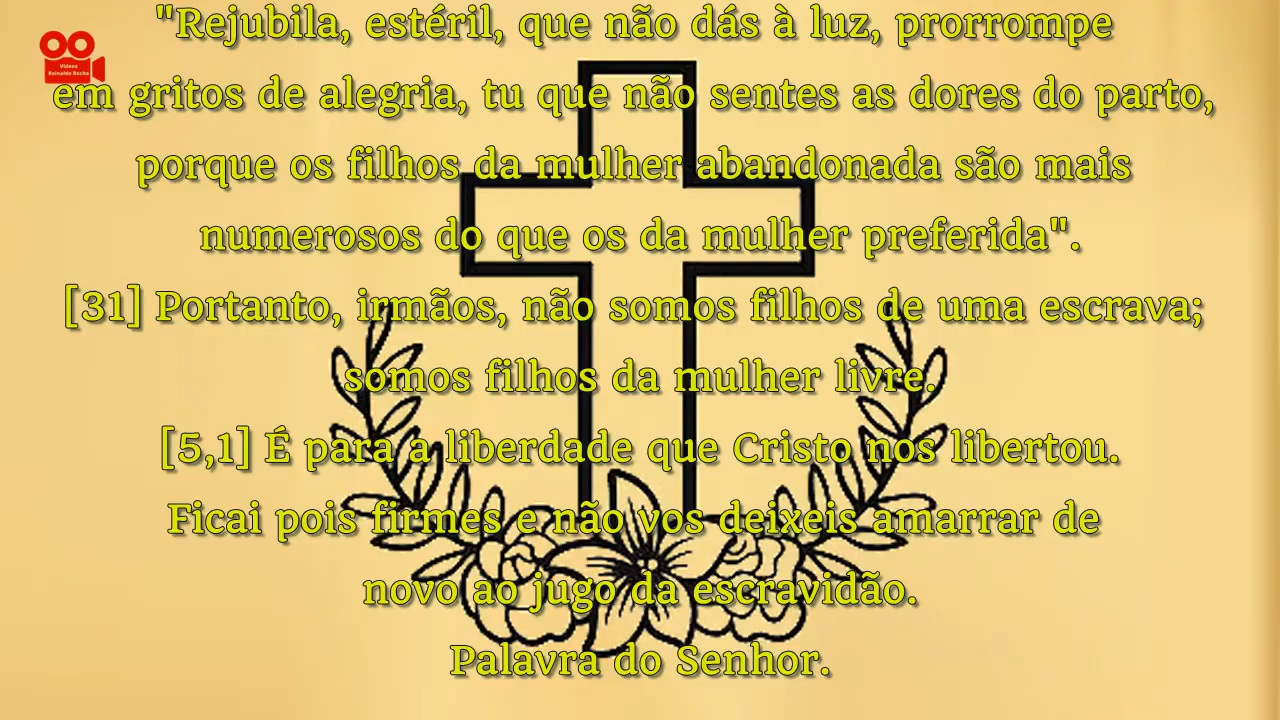 Vídeos
Reinaldo Rocha
"Rejubila, estéril, que não dás à luz, prorrompe
em gritos de alegria, tu que não sentes as dores do parto,
porque os filhos da mulher abandonada são mais
numerosos do que os da mulher preferida".
[31] Portanto, irmãos, não somos filhos de uma escrava;
somos filhos da mulher livre.
[5,1] É para a liberdade que Cristo nos libertou.
Ficai pois firmes e não vos deixeis amarrar de
novo ao jugo da escravidão.
Palavra do Senhor.